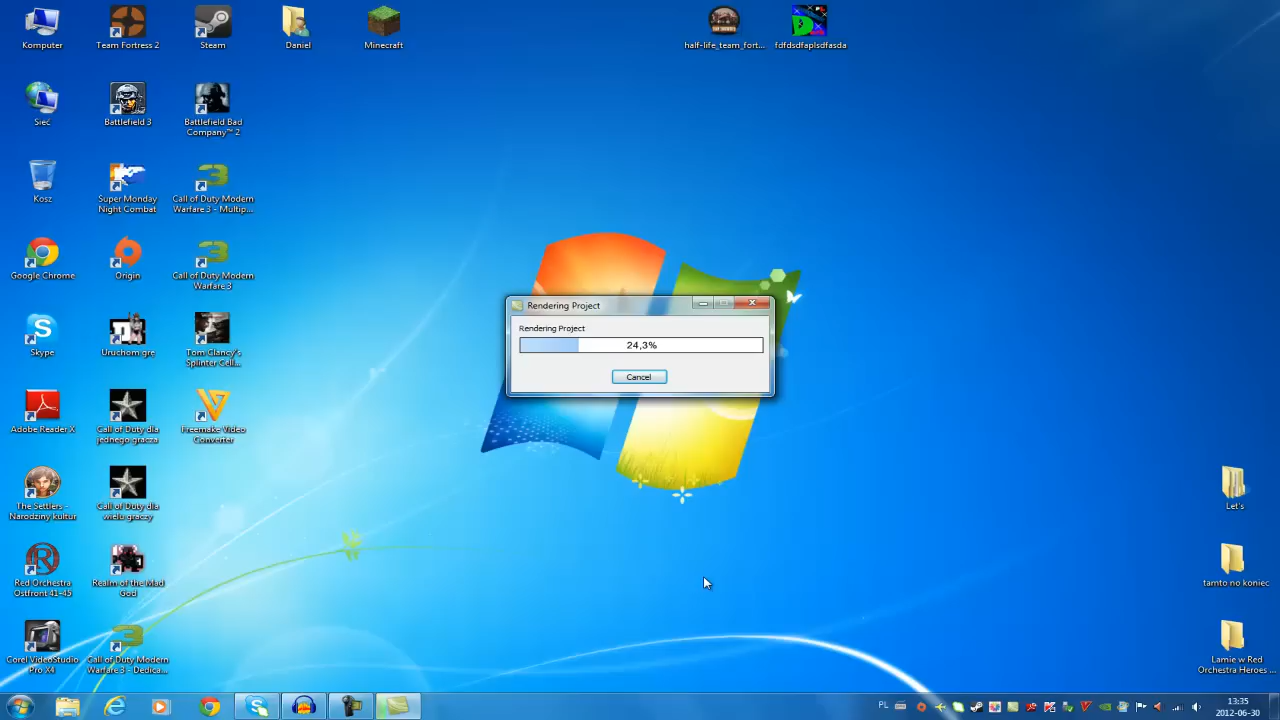 Komputer
Team Fortress 2
Steam
Daniel
Minecraft
half-life_team_fort...
fdfdsdfaplsdfasda
Sieć
Battlefield 3
Battlefield Bad
Company™ 2
Kosz
Super Monday
Night Combat
Call of Duty Modern
Warfare 3 - Multip...
Google Chrome
Origin
Call of Duty Modern
Warfare 3
Rendering Project
Rendering Project
24,3%
Cancel
Skype
Uruchom grę
Tom Clancy's
Splinter Cell...
Adobe Reader X
Call of Duty dla
jednego gracza
Freemake Video
Converter
The Settlers -
Narodziny kultur
Call of Duty dla
wielu graczy
Let's
Red Orchestra
Ostfront 41-45
Realm of the Mad
God
tamto no koniec
Corel VideoStudio
Pro X4
Call of Duty Modern
Warfare 3 - Dedica...
Lamie w Red
Orchestra Heroes ...
PL
13:35
2012-06-30